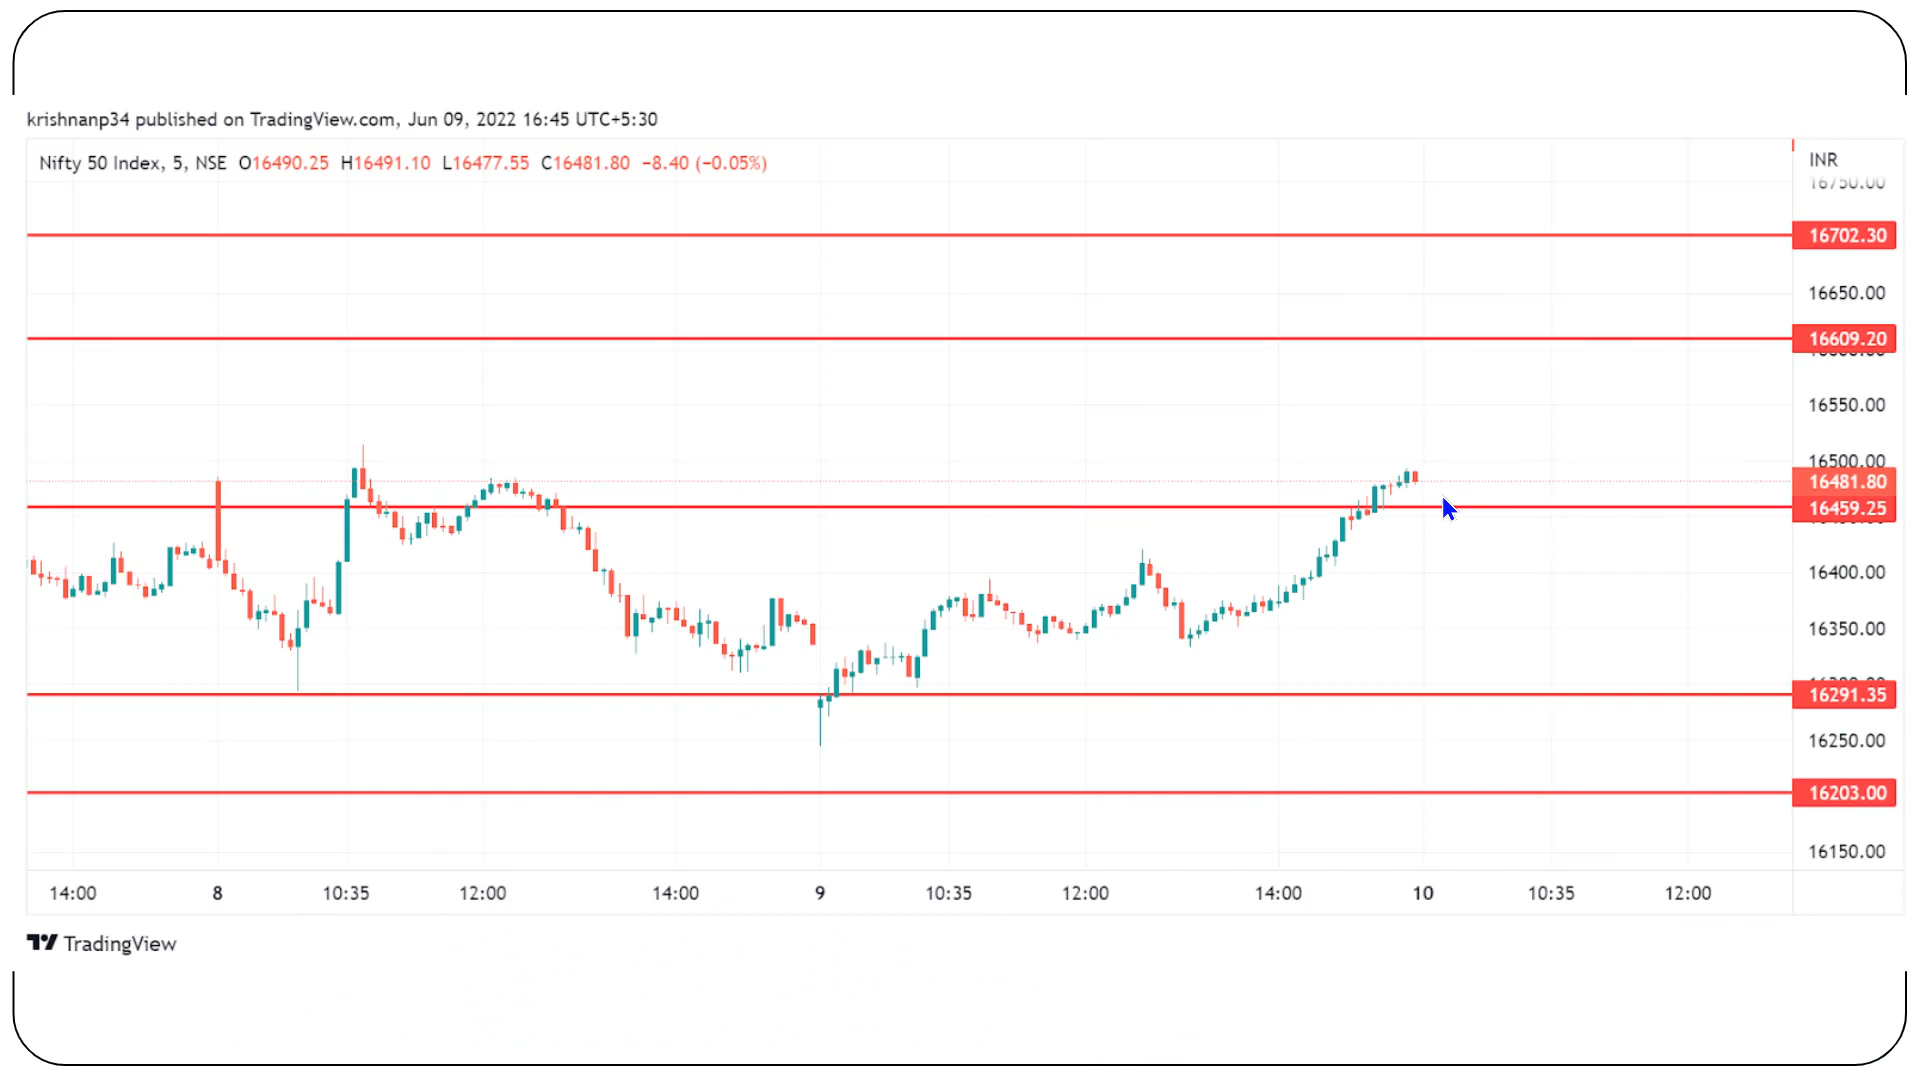 krishnanp34 published on TradingView.com, Jun 09, 2022 16:45 UTC+5:30
Nifty 50 Index, 5, NSE O16490.25 H16491.10 L16477.55 C16481.80 −8.40 (−0.05%)
INR
16750.00
16702.30
16650.00
16609.20
16550.00
16500.00
16481.80
16459.25
16400.00
16350.00
16291.35
16250.00
16203.00
16150.00
14:00 8 10:35 12:00 14:00 9 10:35 12:00 14:00 10 10:35 12:00
TradingView